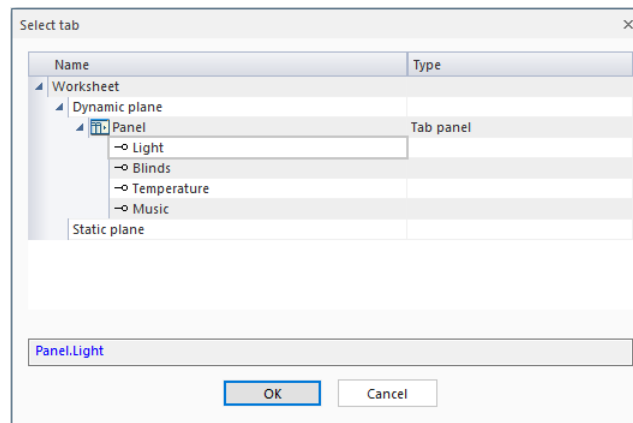 Select tab
Name Type
Worksheet
Dynamic plane
Panel Tab panel
Light
Blinds
Temperature
Music
Static plane
Panel.Light
OK Cancel